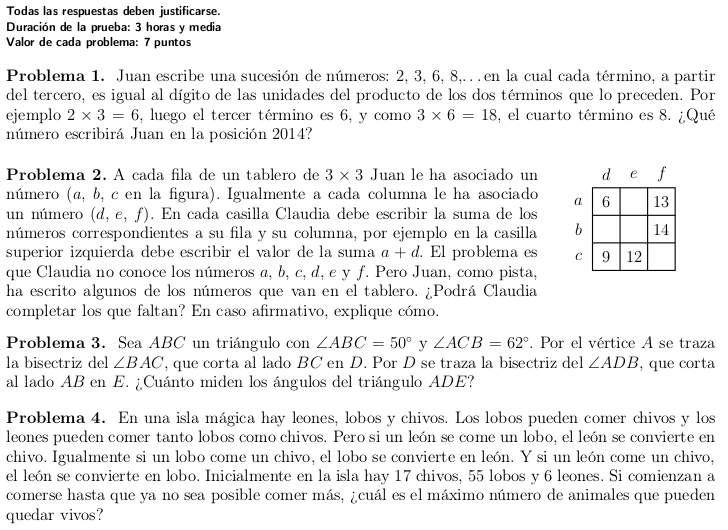 Todas las respuestas deben justificarse.
Duración de la prueba: 3 horas y media
Valor de cada problema: 7 puntos
Problema 1. Juan escribe una sucesión de números: 2, 3, 6, 8,... en la cual cada término, a partir
del tercero, es igual al dígito de las unidades del producto de los dos términos que lo preceden. Por
ejemplo 2 × 3 = 6, luego el tercer término es 6, y como 3 × 6 = 18, el cuarto término es 8. ¿Qué
número escribirá Juan en la posición 2014?
Problema 2. A cada fila de un tablero de 3 × 3 Juan le ha asociado un
número (a, b, c en la figura). Igualmente a cada columna le ha asociado
un número (d, e, f). En cada casilla Claudia debe escribir la suma de los
números correspondientes a su fila y su columna, por ejemplo en la casilla
superior izquierda debe escribir el valor de la suma a + d. El problema es
que Claudia no conoce los números a, b, c, d, e y f. Pero Juan, como pista,
ha escrito algunos de los números que van en el tablero. ¿Podrá Claudia
completar los que faltan? En caso afirmativo, explique cómo.
d e f
a 6 13
b 14
c 9 12
Problema 3. Sea ABC un triángulo con ∠ABC = 50° y ∠ACB = 62°. Por el vértice A se traza
la bisectriz del ∠BAC, que corta al lado BC en D. Por D se traza la bisectriz del ∠ADB, que corta
al lado AB en E. ¿Cuánto miden los ángulos del triángulo ADE?
Problema 4. En una isla mágica hay leones, lobos y chivos. Los lobos pueden comer chivos y los
leones pueden comer tanto lobos como chivos. Pero si un león se come un lobo, el león se convierte en
chivo. Igualmente si un lobo come un chivo, el lobo se convierte en león. Y si un león come un chivo,
el león se convierte en lobo. Inicialmente en la isla hay 17 chivos, 55 lobos y 6 leones. Si comienzan a
comerse hasta que ya no sea posible comer más, ¿cuál es el máximo número de animales que pueden
quedar vivos?